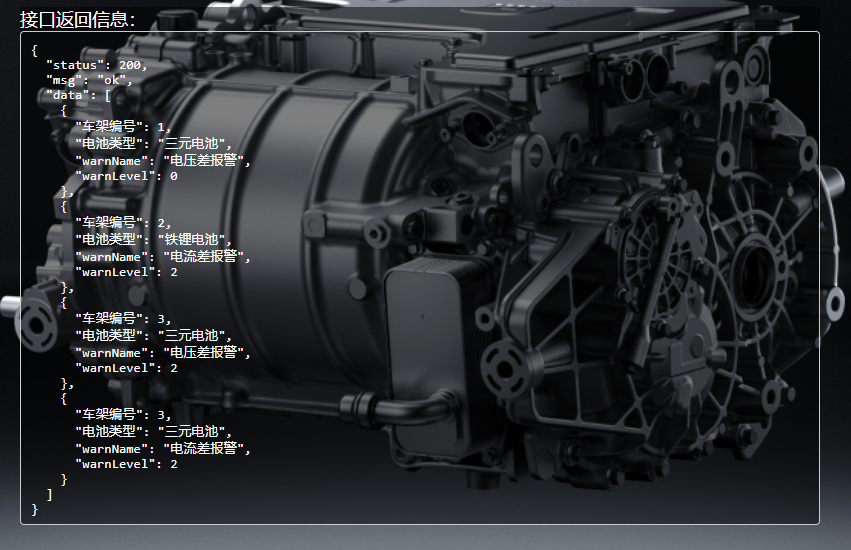 接口返回信息：
{
  "status": 200,
  "msg": "ok",
  "data": [
    {
      "车架编号": 1,
      "电池类型": "三元电池",
      "warnName": "电压差报警",
      "warnLevel": 0
    },
    {
      "车架编号": 2,
      "电池类型": "铁锂电池",
      "warnName": "电流差报警",
      "warnLevel": 2
    },
    {
      "车架编号": 3,
      "电池类型": "三元电池",
      "warnName": "电压差报警",
      "warnLevel": 2
    },
    {
      "车架编号": 3,
      "电池类型": "三元电池",
      "warnName": "电流差报警",
      "warnLevel": 2
    }
  ]
}